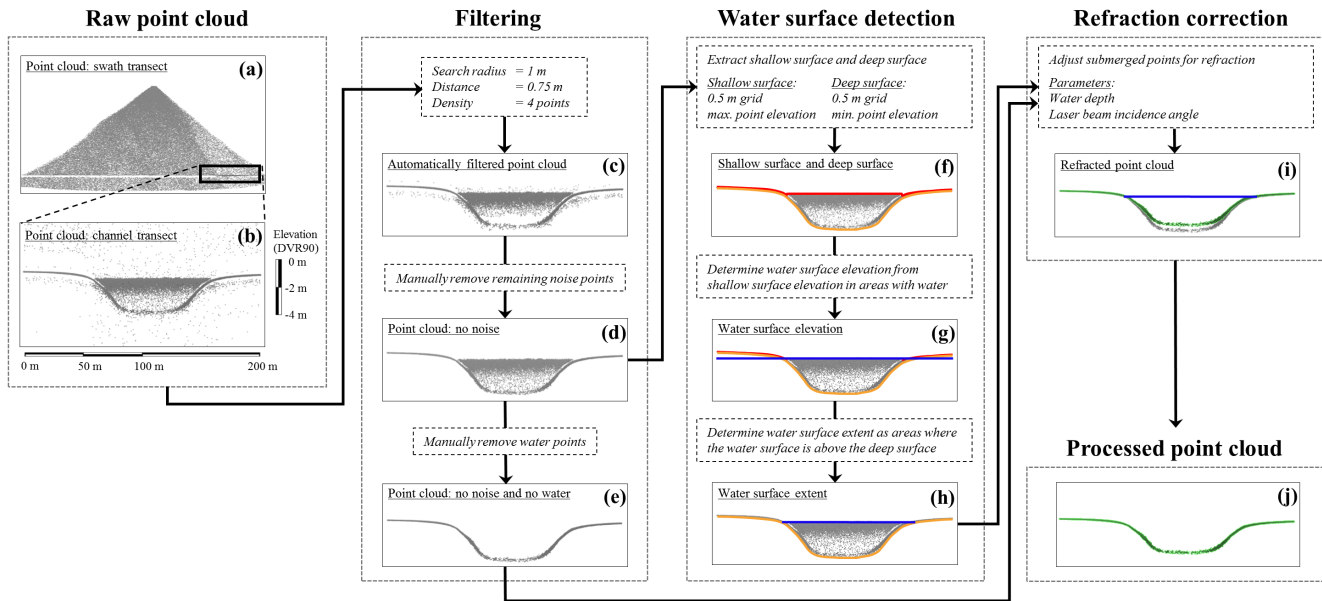 Raw point cloud
Point cloud: swath transect
(a)
Point cloud: channel transect
(b)
Elevation
(DVR90)
0 m
-2 m
-4 m
0 m
50 m
100 m
200 m
Filtering
Search radius = 1 m
Distance = 0.75 m
Density = 4 points
Automatically filtered point cloud
(c)
Manually remove remaining noise points
Point cloud: no noise
(d)
Manually remove water points
Point cloud: no noise and no water
(e)
Water surface detection
Extract shallow surface and deep surface
Shallow surface:
0.5 m grid
max. point elevation
Deep surface:
0.5 m grid
min. point elevation
Shallow surface and deep surface
(f)
Determine water surface elevation from
shallow surface elevation in areas with water
Water surface elevation
(g)
Determine water surface extent as areas where
the water surface is above the deep surface
Water surface extent
(h)
Refraction correction
Adjust submerged points for refraction
Parameters:
Water depth
Laser beam incidence angle
Refracted point cloud
(i)
Processed point cloud
(j)